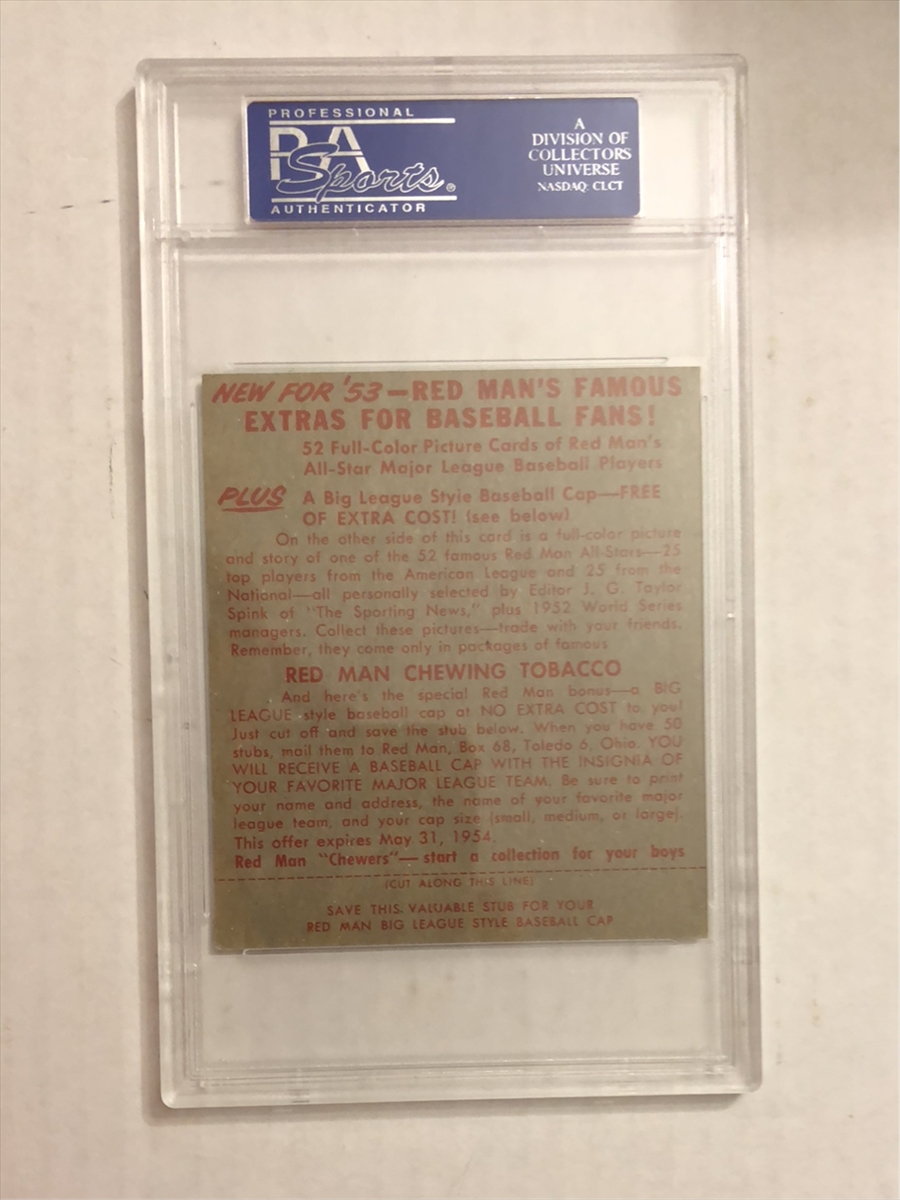 PROFESSIONAL
PSA
Sports®
AUTHENTICATOR
A
DIVISION OF
COLLECTORS
UNIVERSE
NASDAQ: CLCT
NEW FOR '53—RED MAN'S FAMOUS
EXTRAS FOR BASEBALL FANS!
52 Full-Color Picture Cards of Red Man's
All-Star Major League Baseball Players
PLUS A Big League Style Baseball Cap—FREE
OF EXTRA COST! (see below)
On the other side of this card is a full-color picture
and story of one of the 52 famous Red Man All-Stars—25
top players from the American League and 25 from the
National—all personally selected by Editor J. G. Taylor
Spink of "The Sporting News," plus 1952 World Series
managers. Collect these pictures—trade with your friends.
Remember, they come only in packages of famous
RED MAN CHEWING TOBACCO
And here's the special Red Man bonus—a BIG
LEAGUE style baseball cap at NO EXTRA COST to you!
Just cut off and save the stub below. When you have 50
stubs, mail them to Red Man, Box 68, Toledo 6, Ohio. YOU
WILL RECEIVE A BASEBALL CAP WITH THE INSIGNIA OF
YOUR FAVORITE MAJOR LEAGUE TEAM. Be sure to print
your name and address, the name of your favorite major
league team, and your cap size (small, medium, or large).
This offer expires May 31, 1954.
Red Man "Chewers"—start a collection for your boys
(CUT ALONG THIS LINE)
SAVE THIS VALUABLE STUB FOR YOUR
RED MAN BIG LEAGUE STYLE BASEBALL CAP